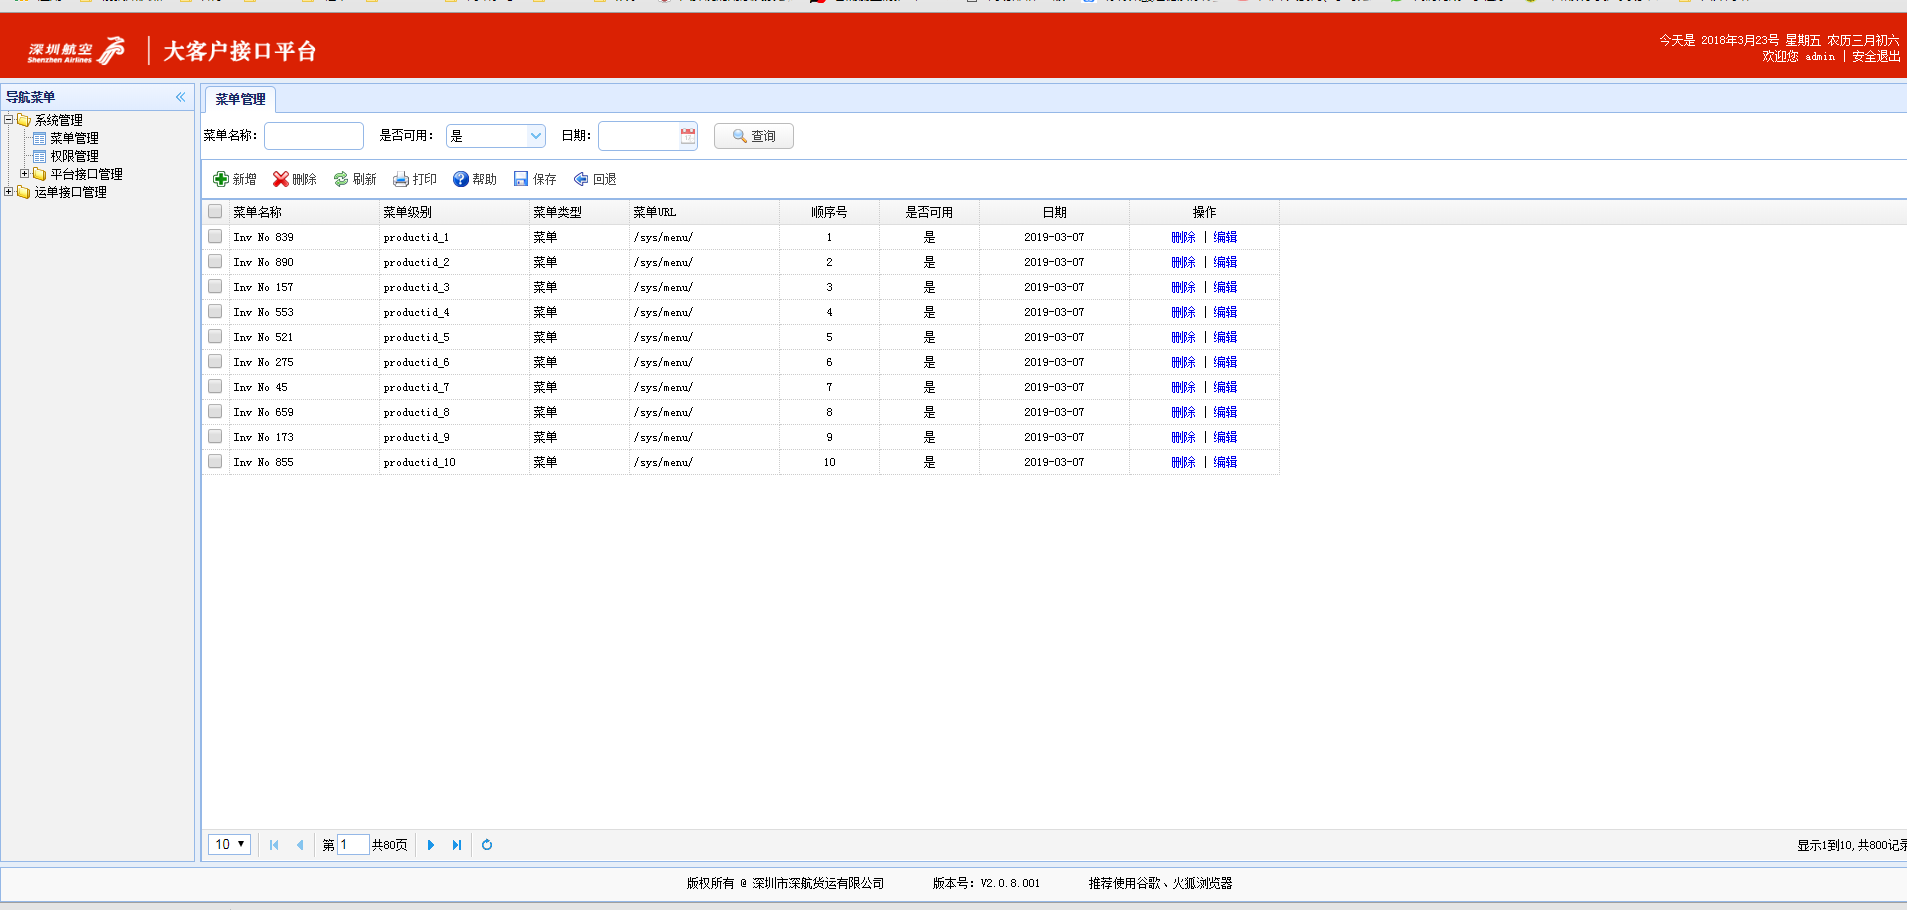 深圳航空
Shenzhen Airlines
大客户接口平台
今天是 2018年3月23号 星期五 农历三月初六
欢迎您 admin | 安全退出
导航菜单
系统管理
菜单管理
权限管理
平台接口管理
运单接口管理
菜单管理
菜单名称: 是否可用: 是 日期: 查询
新增 删除 刷新 打印 帮助 保存 回退
菜单名称 菜单级别 菜单类型 菜单URL 顺序号 是否可用 日期 操作
Inv No 839 productid_1 菜单 /sys/menu/ 1 是 2019-03-07 删除 | 编辑
Inv No 890 productid_2 菜单 /sys/menu/ 2 是 2019-03-07 删除 | 编辑
Inv No 157 productid_3 菜单 /sys/menu/ 3 是 2019-03-07 删除 | 编辑
Inv No 553 productid_4 菜单 /sys/menu/ 4 是 2019-03-07 删除 | 编辑
Inv No 521 productid_5 菜单 /sys/menu/ 5 是 2019-03-07 删除 | 编辑
Inv No 275 productid_6 菜单 /sys/menu/ 6 是 2019-03-07 删除 | 编辑
Inv No 45 productid_7 菜单 /sys/menu/ 7 是 2019-03-07 删除 | 编辑
Inv No 659 productid_8 菜单 /sys/menu/ 8 是 2019-03-07 删除 | 编辑
Inv No 173 productid_9 菜单 /sys/menu/ 9 是 2019-03-07 删除 | 编辑
Inv No 855 productid_10 菜单 /sys/menu/ 10 是 2019-03-07 删除 | 编辑
10 第 1 共80页 显示1到10,共800记录
版权所有 @ 深圳市深航货运有限公司 版本号: V2.0.8.001 推荐使用谷歌、火狐浏览器